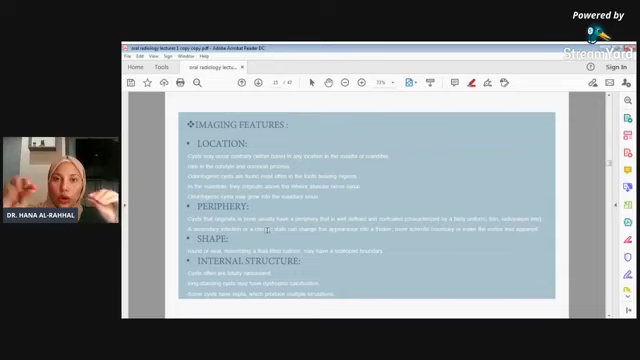 Powered by
StreamYard
oral radiology lectures 1 copy copy.pdf - Adobe Acrobat Reader DC
File Edit View Window Help
Home Tools oral radiology lectu... ×
Sign In
15 / 47
73%
❖IMAGING FEATURES :
• LOCATION:
Cysts may occur centrally (within bone) in any location in the maxilla or mandible
rare in the condyle and coronoid process.
Odontogenic cysts are found most often in the tooth-bearing regions.
In the mandible, they originate above the inferior alveolar nerve canal.
Odontogenic cysts may grow into the maxillary sinus
• PERIPHERY:
Cysts that originate in bone usually have a periphery that is well defined and corticated (characterized by a fairly uniform, thin, radiopaque line)
A secondary infection or a chronic state can change this appearance into a thicker, more sclerotic boundary or make the cortex less apparent
• SHAPE:
round or oval, resembling a fluid-filled balloon. may have a scalloped boundary.
• INTERNAL STRUCTURE:
Cysts often are totally radiolucent.
long-standing cysts may have dystrophic calcification
Some cysts have septa, which produce multiple loculations
DR. HANA AL-RAHHAL